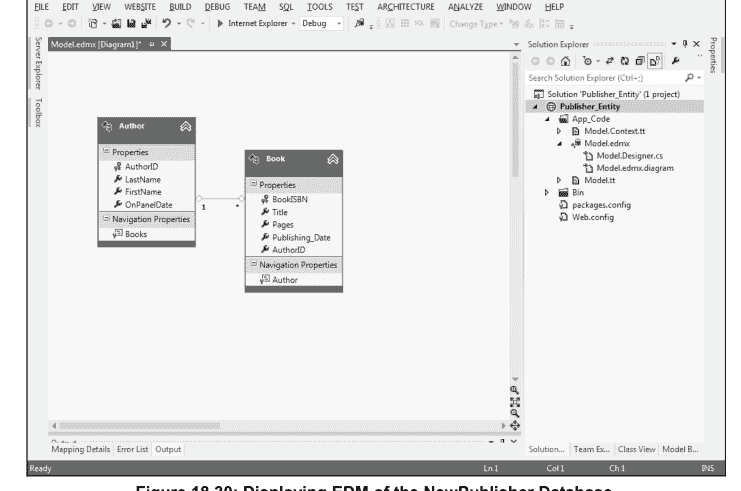 FILE EDIT VIEW WEBSITE BUILD DEBUG TEAM SQL TOOLS TEST ARCHITECTURE ANALYZE WINDOW HELP
Internet Explorer Debug Change Type
Server Explorer
Toolbox
Model.edmx [Diagram1]*
Author
Properties
AuthorID
LastName
FirstName
OnPanelDate
Navigation Properties
Books
1 *
Book
Properties
BookISBN
Title
Pages
Publishing_Date
AuthorID
Navigation Properties
Author
Solution Explorer
Search Solution Explorer (Ctrl+;)
Solution 'Publisher_Entity' (1 project)
Publisher_Entity
App_Code
Model.Context.tt
Model.edmx
Model.Designer.cs
Model.edmx.diagram
Model.tt
Bin
packages.config
Web.config
Properties
Mapping Details Error List Output
Solution... Team Ex... Class View Model B...
Ready Ln 1 Col 1 Ch 1 INS
Figure 18.30: Displaying EDM of the NewPublisher Database